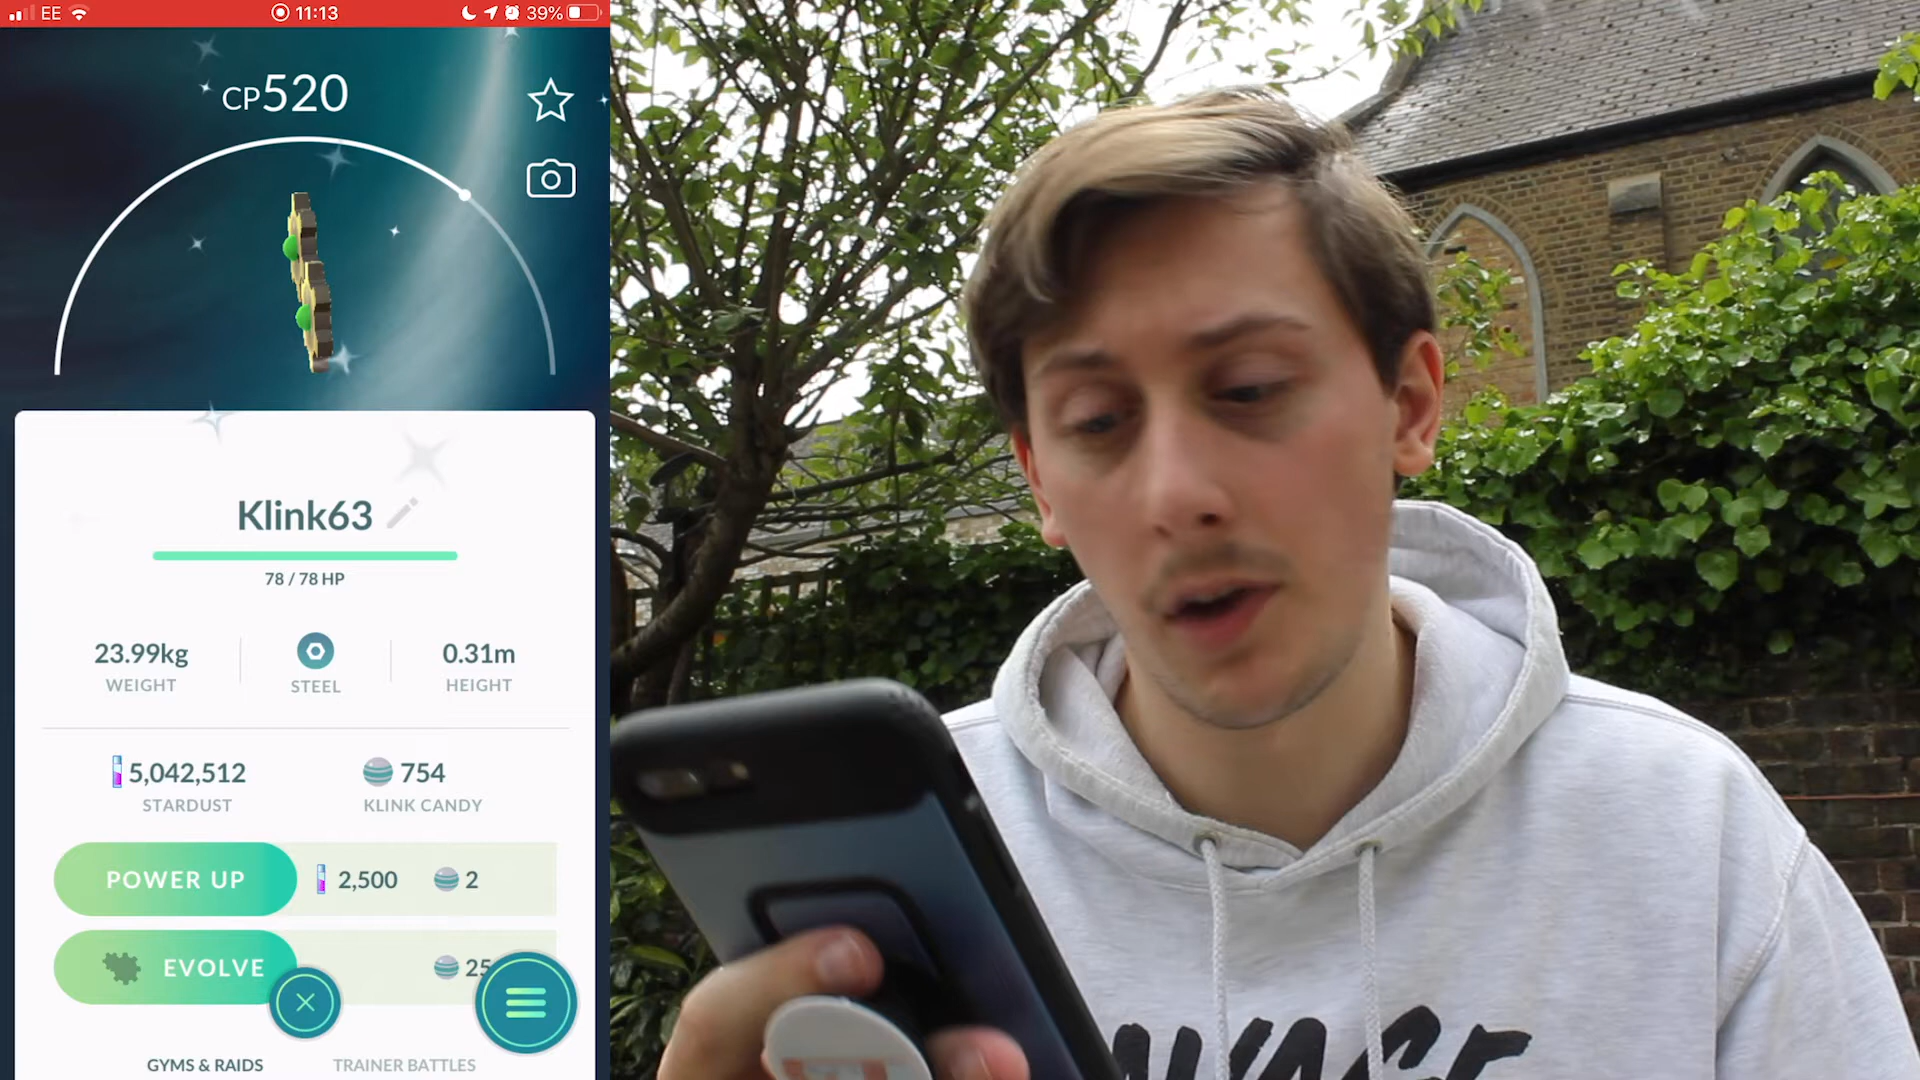 EE 11:13 39%
CP520
Klink63
78 / 78 HP
23.99kg
WEIGHT
STEEL
0.31m
HEIGHT
5,042,512
STARDUST
754
KLINK CANDY
POWER UP 2,500 2
EVOLVE 25
GYMS & RAIDS TRAINER BATTLES